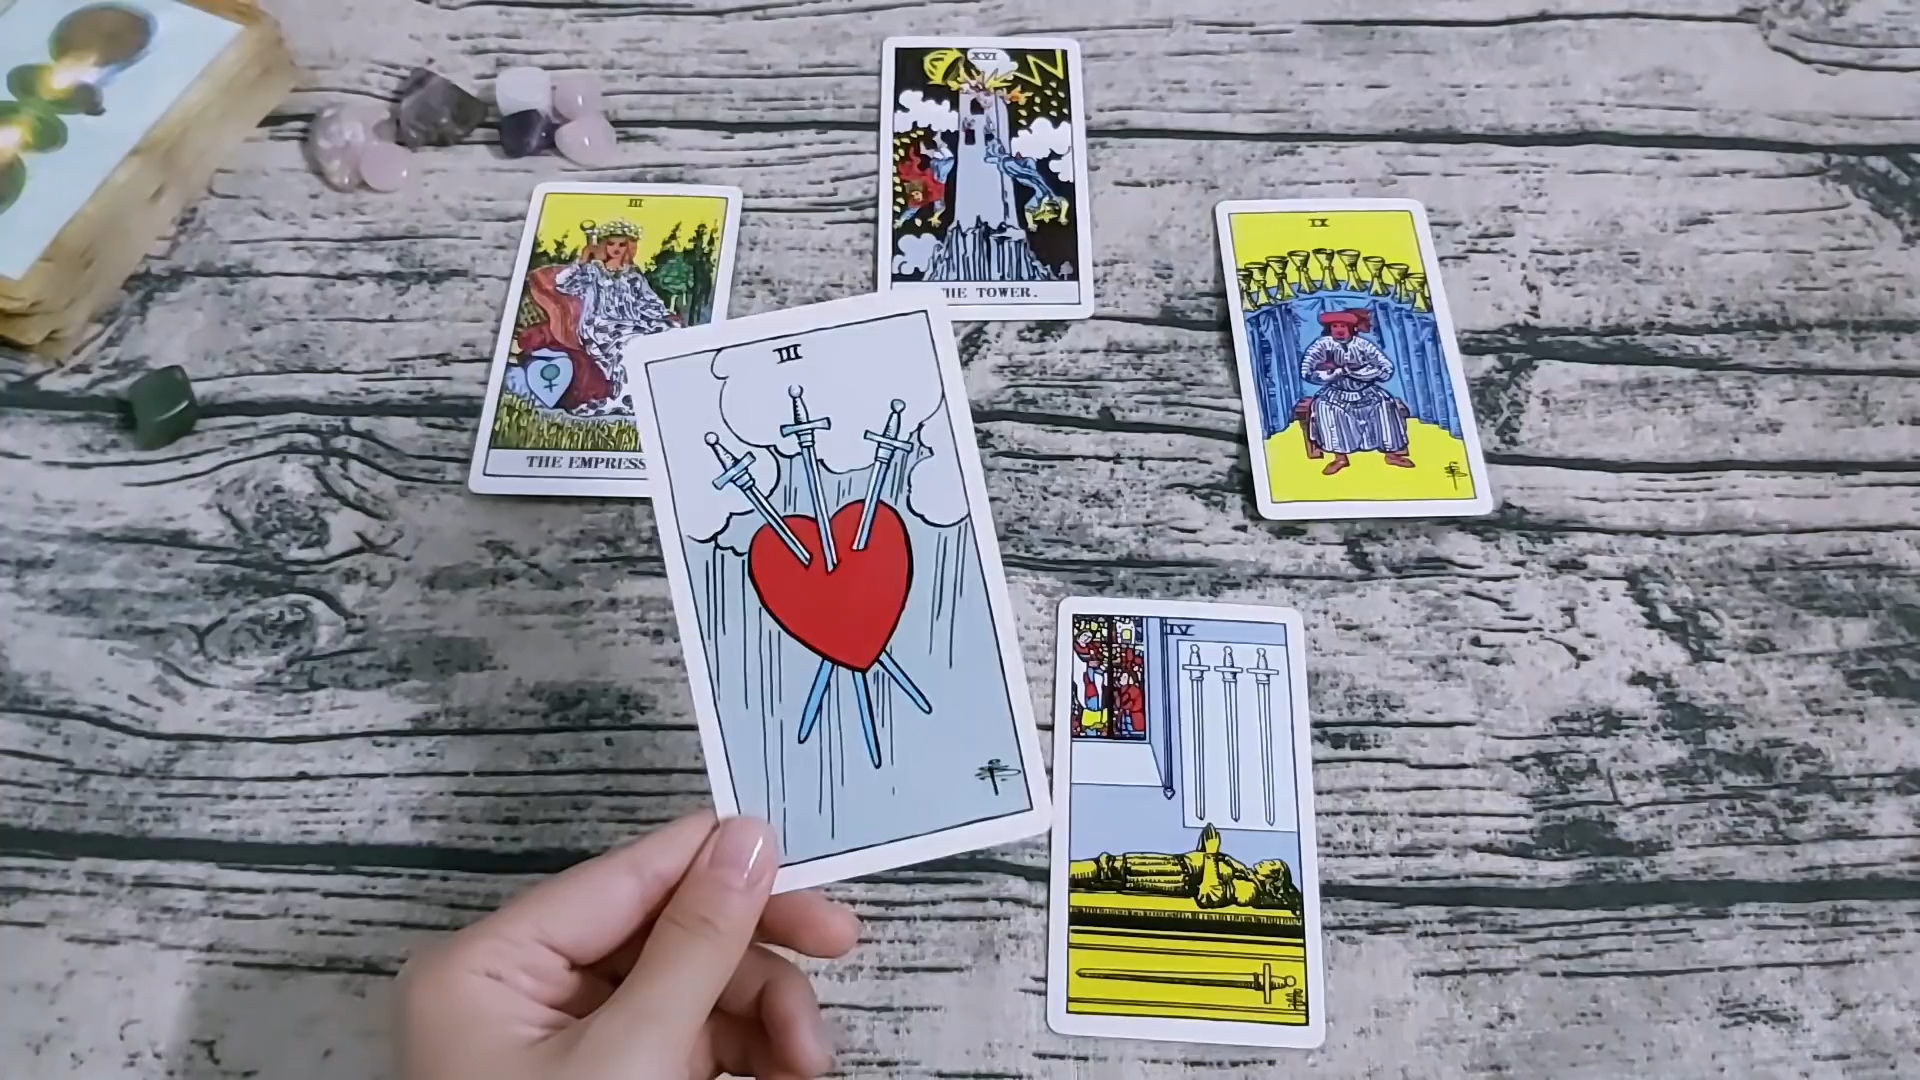 XVI
THE TOWER.
III
THE EMPRESS
IX
III
IV